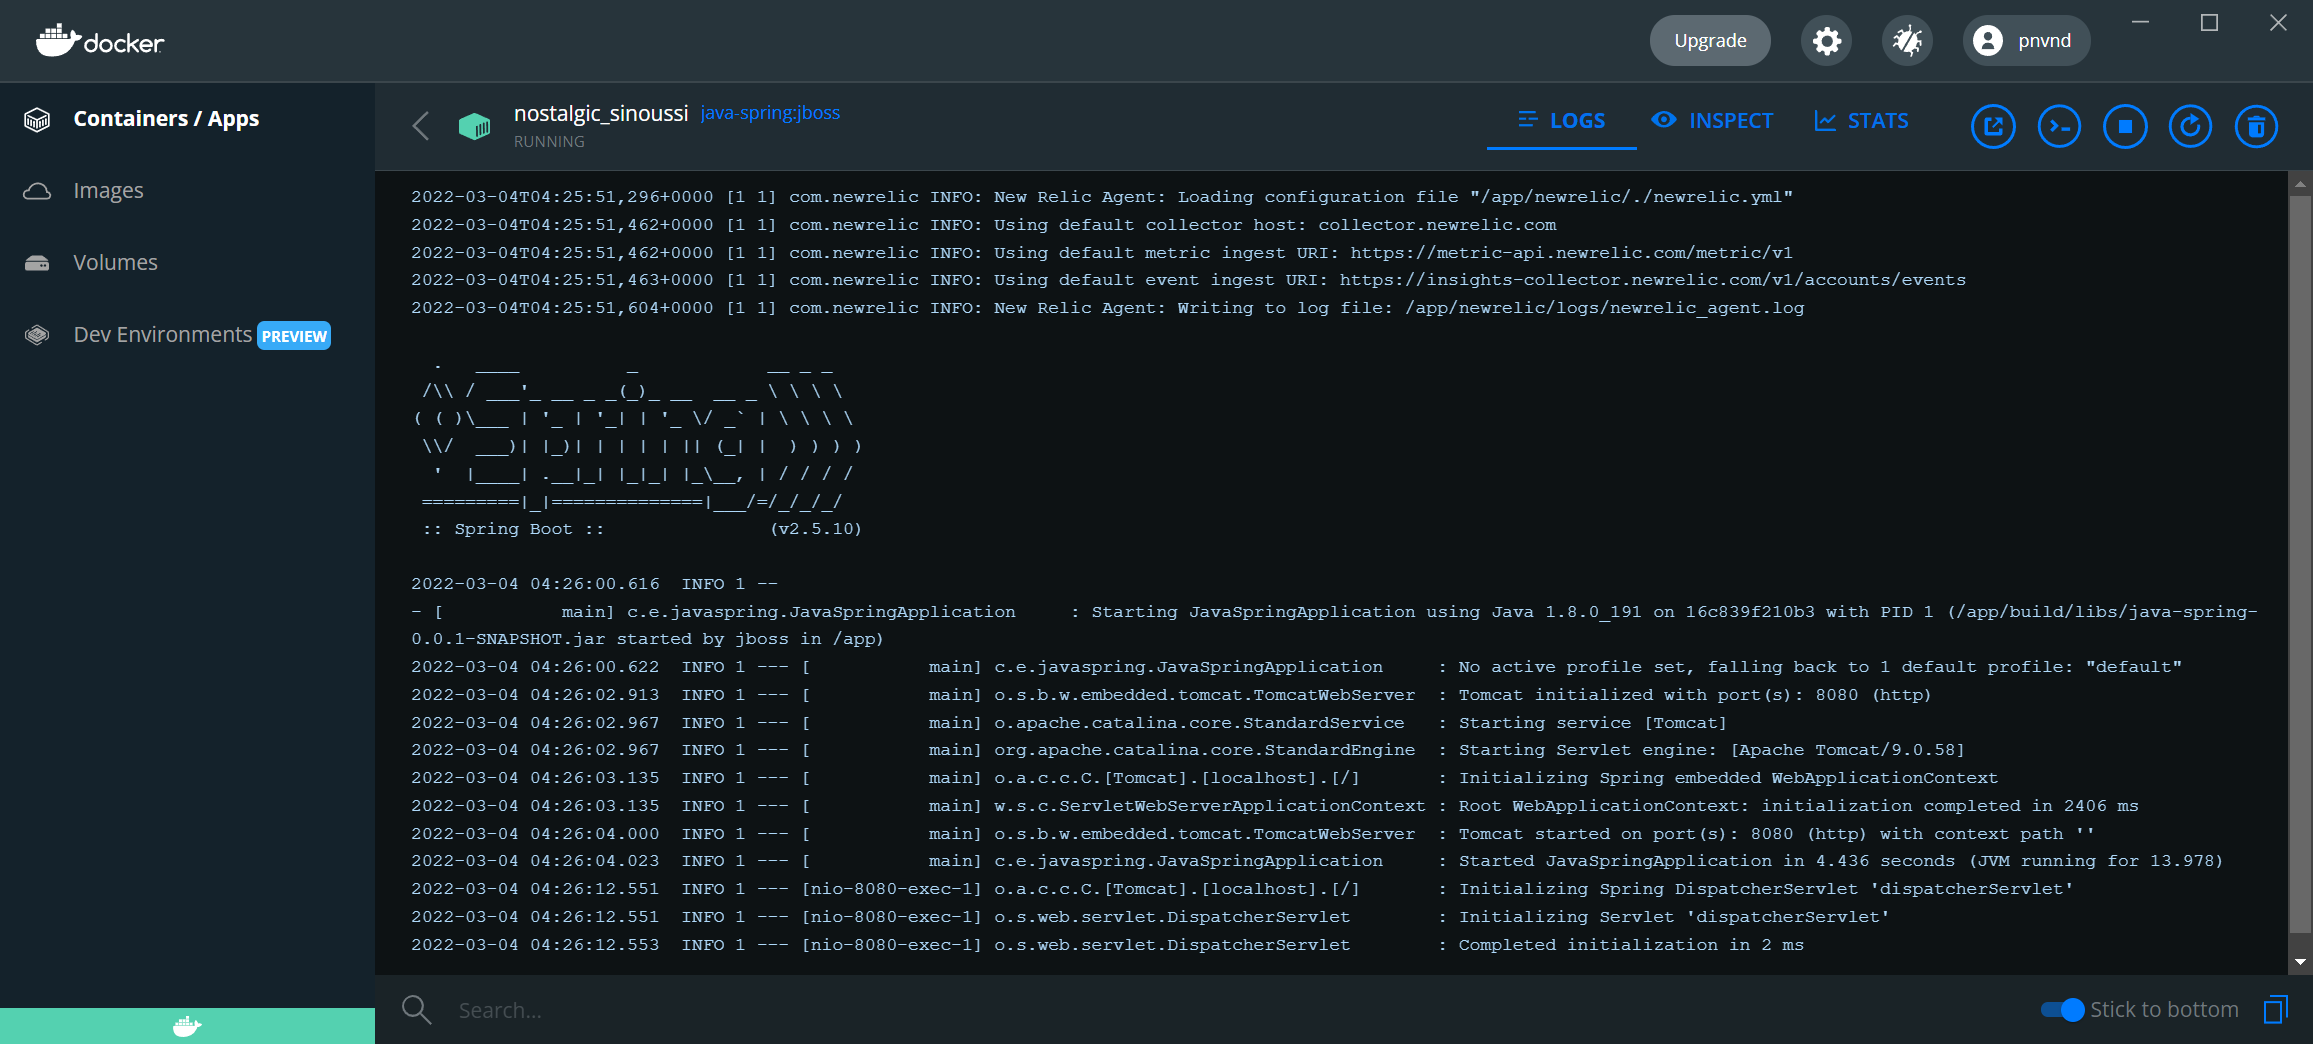 docker
Upgrade
pnvnd
Containers / Apps
Images
Volumes
Dev Environments PREVIEW
nostalgic_sinoussi java-spring:jboss
RUNNING
LOGS
INSPECT
STATS
2022-03-04T04:25:51,296+0000 [1 1] com.newrelic INFO: New Relic Agent: Loading configuration file "/app/newrelic/./newrelic.yml"
2022-03-04T04:25:51,462+0000 [1 1] com.newrelic INFO: Using default collector host: collector.newrelic.com
2022-03-04T04:25:51,462+0000 [1 1] com.newrelic INFO: Using default metric ingest URI: https://metric-api.newrelic.com/metric/v1
2022-03-04T04:25:51,463+0000 [1 1] com.newrelic INFO: Using default event ingest URI: https://insights-collector.newrelic.com/v1/accounts/events
2022-03-04T04:25:51,604+0000 [1 1] com.newrelic INFO: New Relic Agent: Writing to log file: /app/newrelic/logs/newrelic_agent.log
  .   ____          _            __ _ _
 /\\ / ___'_ __ _ _(_)_ __  __ _ \ \ \ \
( ( )\___ | '_ | '_| | '_ \/ _` | \ \ \ \
 \\/  ___)| |_)| | | | | || (_| |  ) ) ) )
  '  |____| .__|_| |_|_| |_\__, | / / / /
 =========|_|==============|___/=/_/_/_/
 :: Spring Boot ::               (v2.5.10)
2022-03-04 04:26:00.616  INFO 1 --
- [           main] c.e.javaspring.JavaSpringApplication     : Starting JavaSpringApplication using Java 1.8.0_191 on 16c839f210b3 with PID 1 (/app/build/libs/java-spring-
0.0.1-SNAPSHOT.jar started by jboss in /app)
2022-03-04 04:26:00.622  INFO 1 --- [           main] c.e.javaspring.JavaSpringApplication     : No active profile set, falling back to 1 default profile: "default"
2022-03-04 04:26:02.913  INFO 1 --- [           main] o.s.b.w.embedded.tomcat.TomcatWebServer  : Tomcat initialized with port(s): 8080 (http)
2022-03-04 04:26:02.967  INFO 1 --- [           main] o.apache.catalina.core.StandardService   : Starting service [Tomcat]
2022-03-04 04:26:02.967  INFO 1 --- [           main] org.apache.catalina.core.StandardEngine  : Starting Servlet engine: [Apache Tomcat/9.0.58]
2022-03-04 04:26:03.135  INFO 1 --- [           main] o.a.c.c.C.[Tomcat].[localhost].[/]       : Initializing Spring embedded WebApplicationContext
2022-03-04 04:26:03.135  INFO 1 --- [           main] w.s.c.ServletWebServerApplicationContext : Root WebApplicationContext: initialization completed in 2406 ms
2022-03-04 04:26:04.000  INFO 1 --- [           main] o.s.b.w.embedded.tomcat.TomcatWebServer  : Tomcat started on port(s): 8080 (http) with context path ''
2022-03-04 04:26:04.023  INFO 1 --- [           main] c.e.javaspring.JavaSpringApplication     : Started JavaSpringApplication in 4.436 seconds (JVM running for 13.978)
2022-03-04 04:26:12.551  INFO 1 --- [nio-8080-exec-1] o.a.c.c.C.[Tomcat].[localhost].[/]       : Initializing Spring DispatcherServlet 'dispatcherServlet'
2022-03-04 04:26:12.551  INFO 1 --- [nio-8080-exec-1] o.s.web.servlet.DispatcherServlet        : Initializing Servlet 'dispatcherServlet'
2022-03-04 04:26:12.553  INFO 1 --- [nio-8080-exec-1] o.s.web.servlet.DispatcherServlet        : Completed initialization in 2 ms
Search...
Stick to bottom